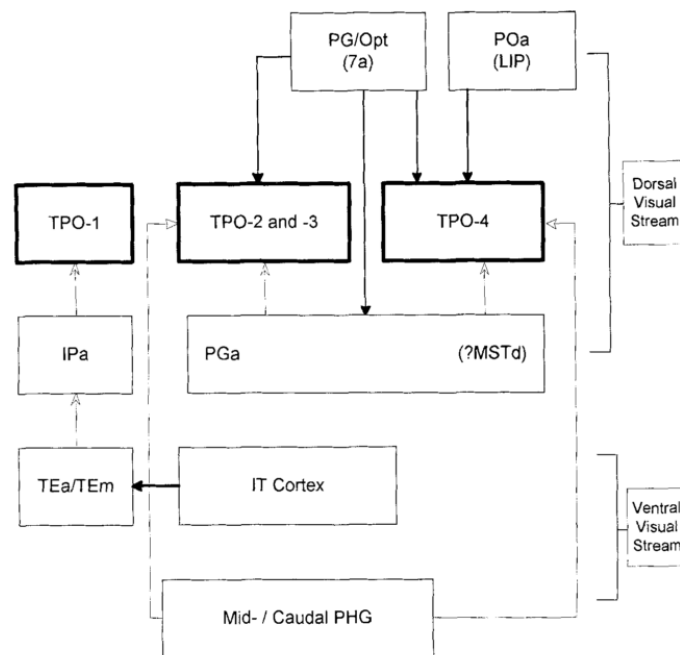 PG/Opt
(7a)
POa
(LIP)
Dorsal
Visual
Stream
TPO-1
TPO-2 and -3
TPO-4
IPa
PGa
(?MSTd)
TEa/TEm
IT Cortex
Ventral
Visual
Stream
Mid- / Caudal PHG